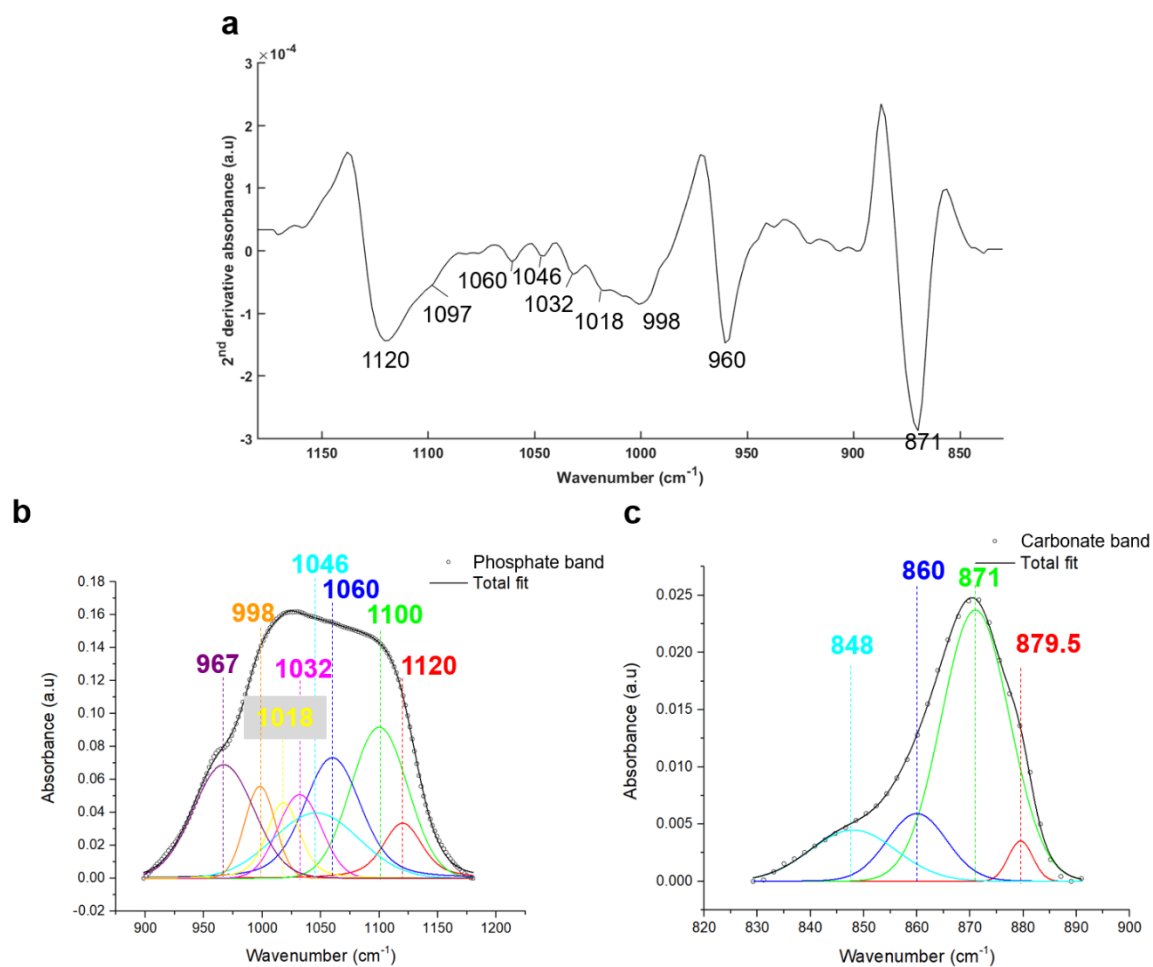 a
×10⁻⁴
3
2
1
0
-1
-2
-3
2nd derivative absorbance (a.u)
1120
1097
1060
1046
1032
1018
998
960
871
1150 1100 1050 1000 950 900 850
Wavenumber (cm⁻¹)
b
Phosphate band
Total fit
1046
1060
998
1100
967
1032
1120
1018
0.18
0.16
0.14
0.12
0.10
0.08
0.06
0.04
0.02
0.00
-0.02
Absorbance (a.u)
900 950 1000 1050 1100 1150 1200
Wavenumber (cm⁻¹)
c
Carbonate band
Total fit
860
871
848
879.5
0.025
0.020
0.015
0.010
0.005
0.000
Absorbance (a.u)
820 830 840 850 860 870 880 890 900
Wavenumber (cm⁻¹)